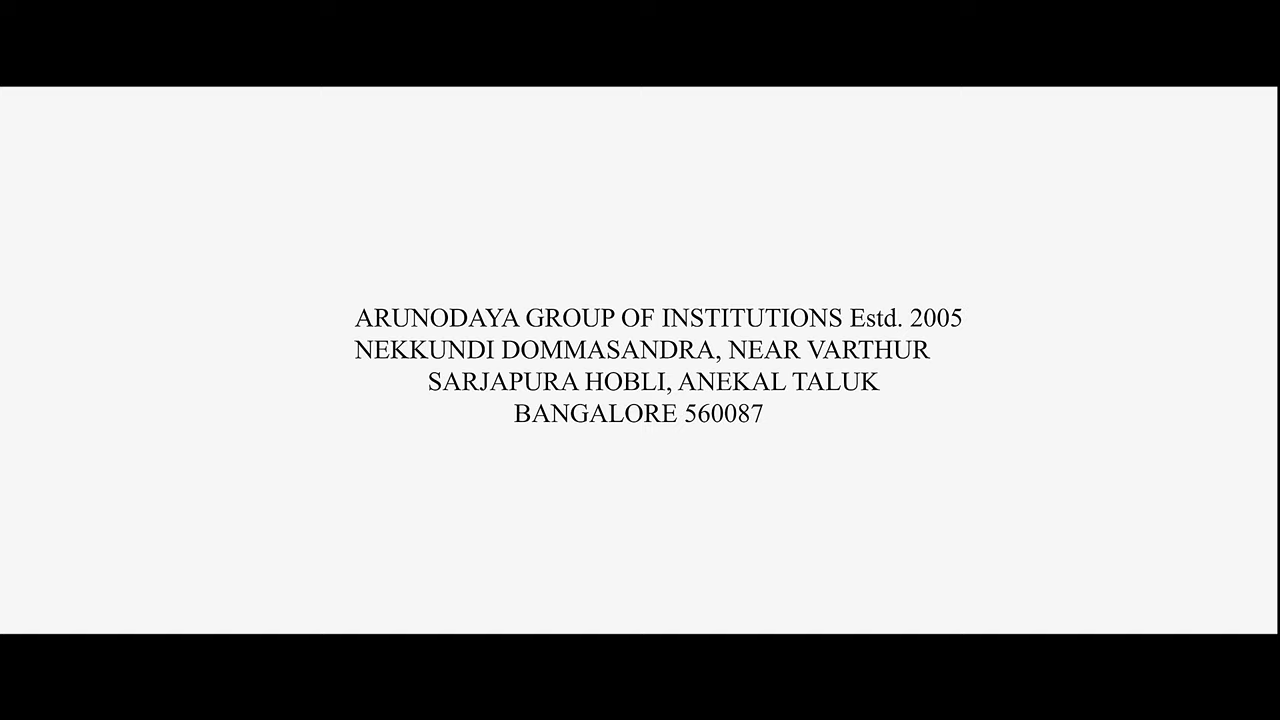 ARUNODAYA GROUP OF INSTITUTIONS Estd. 2005
NEKKUNDI DOMMASANDRA, NEAR VARTHUR
SARJAPURA HOBLI, ANEKAL TALUK
BANGALORE 560087